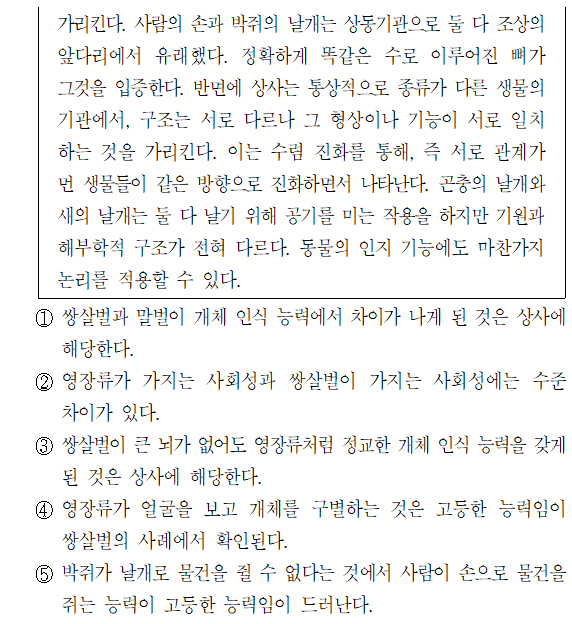 가리킨다. 사람의 손과 박쥐의 날개는 상동기관으로 둘 다 조상의
앞다리에서 유래했다. 정확하게 똑같은 수로 이루어진 뼈가
그것을 입증한다. 반면에 상사는 통상적으로 종류가 다른 생물의
기관에서, 구조는 서로 다르나 그 형상이나 기능이 서로 일치
하는 것을 가리킨다. 이는 수렴 진화를 통해, 즉 서로 관계가
먼 생물들이 같은 방향으로 진화하면서 나타난다. 곤충의 날개와
새의 날개는 둘 다 날기 위해 공기를 미는 작용을 하지만 기원과
해부학적 구조가 전혀 다르다. 동물의 인지 기능에도 마찬가지
논리를 적용할 수 있다.
① 쌍살벌과 말벌이 개체 인식 능력에서 차이가 나게 된 것은 상사에
해당한다.
② 영장류가 가지는 사회성과 쌍살벌이 가지는 사회성에는 수준
차이가 있다.
③ 쌍살벌이 큰 뇌가 없어도 영장류처럼 정교한 개체 인식 능력을 갖게
된 것은 상사에 해당한다.
④ 영장류가 얼굴을 보고 개체를 구별하는 것은 고등한 능력임이
쌍살벌의 사례에서 확인된다.
⑤ 박쥐가 날개로 물건을 쥘 수 없다는 것에서 사람이 손으로 물건을
쥐는 능력이 고등한 능력임이 드러난다.